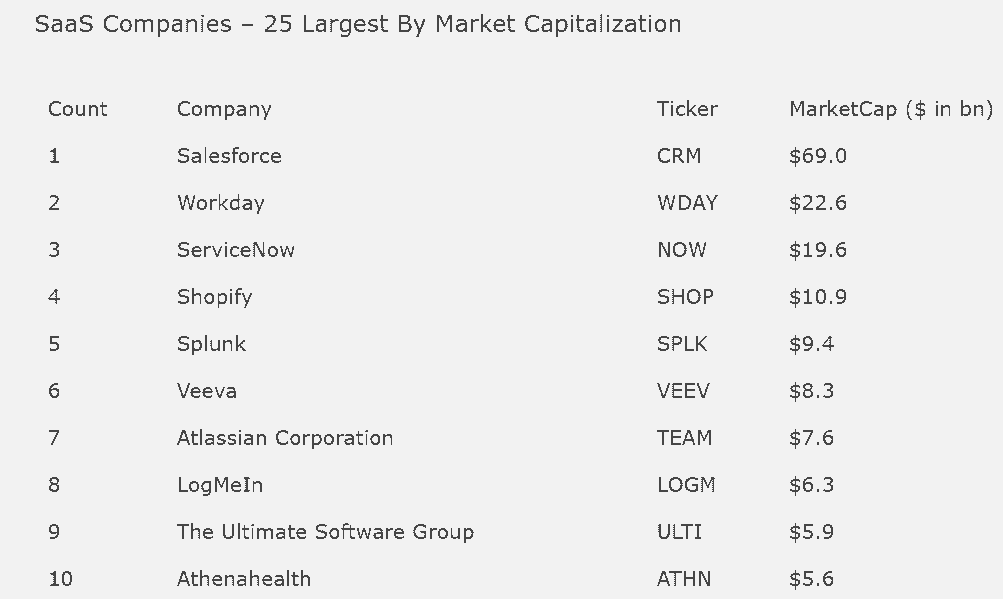 SaaS Companies – 25 Largest By Market Capitalization
Count Company Ticker MarketCap ($ in bn)
1 Salesforce CRM $69.0
2 Workday WDAY $22.6
3 ServiceNow NOW $19.6
4 Shopify SHOP $10.9
5 Splunk SPLK $9.4
6 Veeva VEEV $8.3
7 Atlassian Corporation TEAM $7.6
8 LogMeIn LOGM $6.3
9 The Ultimate Software Group ULTI $5.9
10 Athenahealth ATHN $5.6